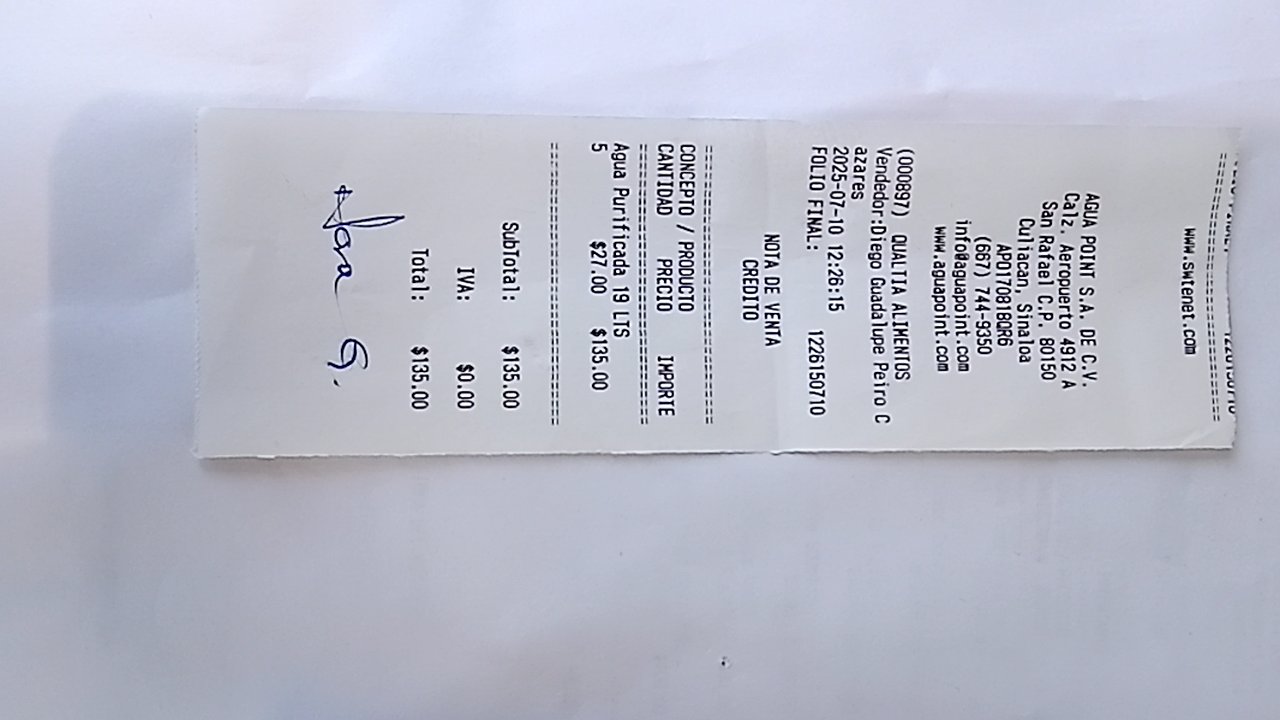 1226150710
======================================
www.swtenet.com
AGUA POINT S.A. DE C.V.
Calz. Aeropuerto 4912 A
San Rafael C.P. 80150
Culiacan, Sinaloa
APO170818QR6
(667) 744-9350
info@aguapoint.com
www.aguapoint.com
(000897) QUALTIA ALIMENTOS
Vendedor:Diego Guadalupe Peiro C
azares
2025-07-10 12:26:15
FOLIO FINAL: 1226150710
NOTA DE VENTA
CREDITO
======================================
CONCEPTO / PRODUCTO
CANTIDAD PRECIO IMPORTE
======================================
Agua Purificada 19 LTS
5 $27.00 $135.00
======================================
SubTotal: $135.00
IVA: $0.00
Total: $135.00
G.